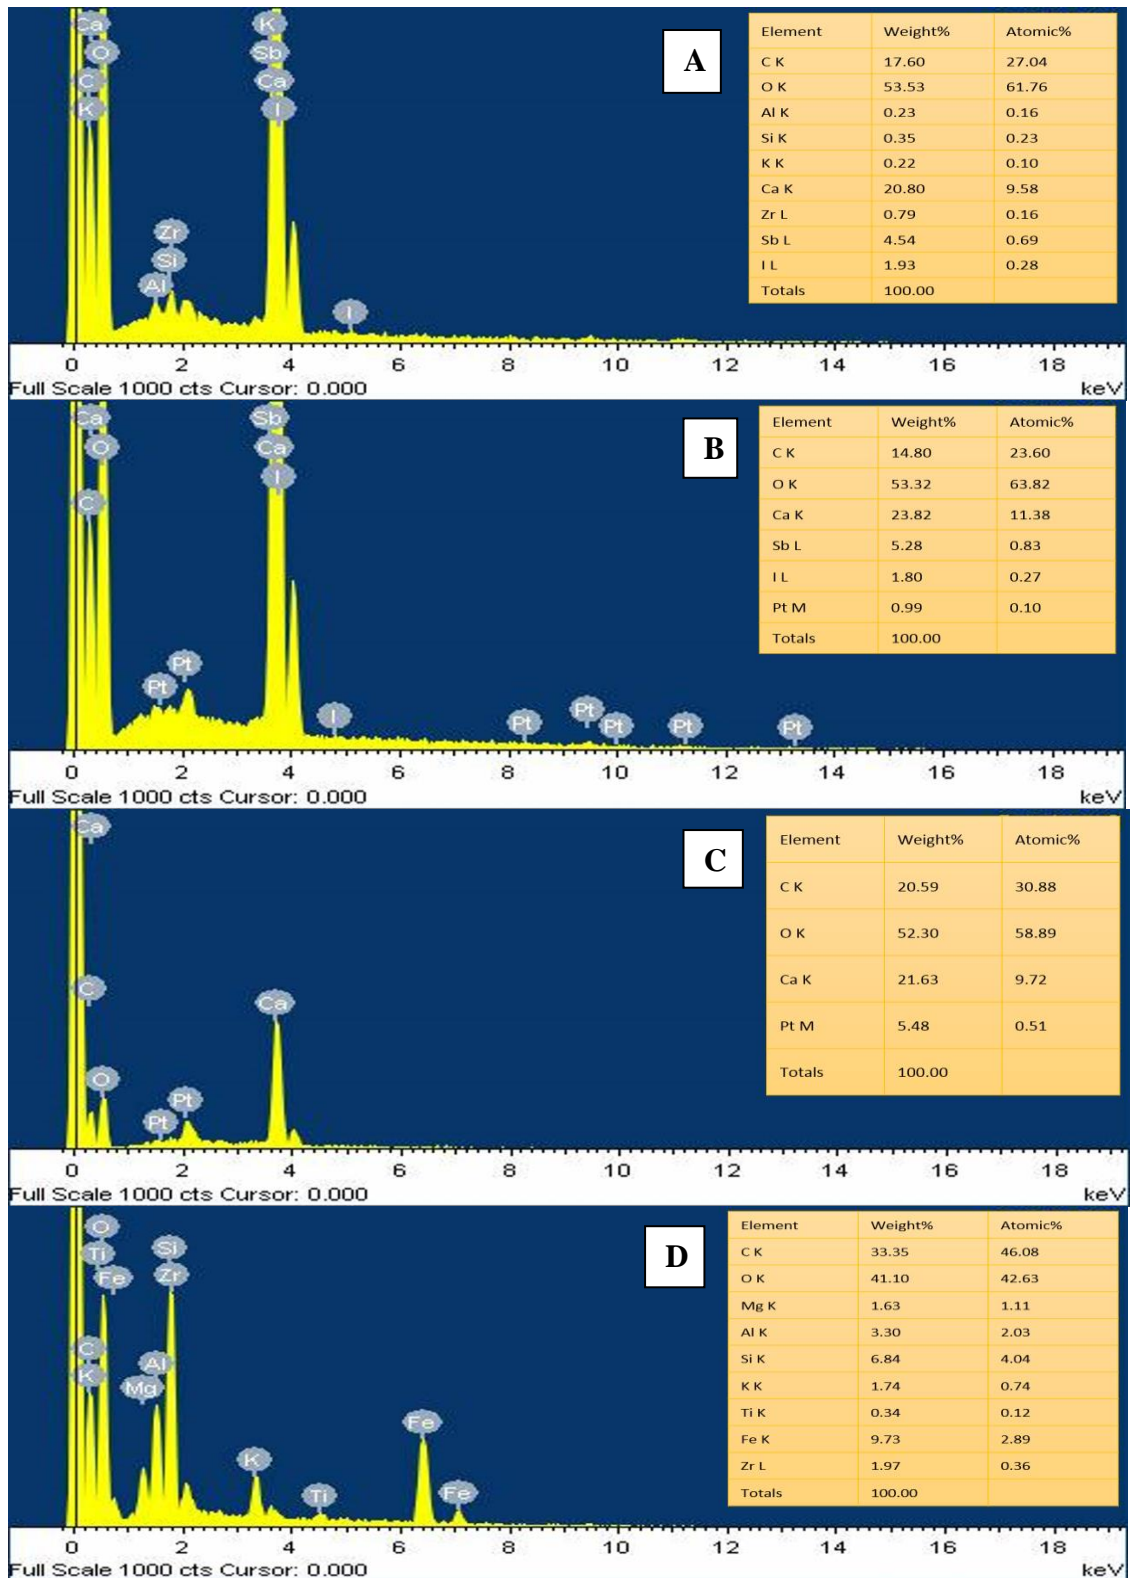 A
Ca
O
C
K
K
Sb
Ca
I
Zr
Si
Al
I
Element Weight% Atomic%
C K 17.60 27.04
O K 53.53 61.76
Al K 0.23 0.16
Si K 0.35 0.23
K K 0.22 0.10
Ca K 20.80 9.58
Zr L 0.79 0.16
Sb L 4.54 0.69
I L 1.93 0.28
Totals 100.00
0 2 4 6 8 10 12 14 16 18
Full Scale 1000 cts Cursor: 0.000 keV
B
Ca
O
C
Sb
Ca
I
Pt
Pt
I
Pt
Pt
Pt
Pt
Pt
Element Weight% Atomic%
C K 14.80 23.60
O K 53.32 63.82
Ca K 23.82 11.38
Sb L 5.28 0.83
I L 1.80 0.27
Pt M 0.99 0.10
Totals 100.00
0 2 4 6 8 10 12 14 16 18
Full Scale 1000 cts Cursor: 0.000 keV
C
Ca
C
O
Pt
Pt
Ca
Element Weight% Atomic%
C K 20.59 30.88
O K 52.30 58.89
Ca K 21.63 9.72
Pt M 5.48 0.51
Totals 100.00
0 2 4 6 8 10 12 14 16 18
Full Scale 1000 cts Cursor: 0.000 keV
D
O
Ti
Fe
C
K
Si
Zr
Al
Mg
K
Ti
Fe
Fe
Element Weight% Atomic%
C K 33.35 46.08
O K 41.10 42.63
Mg K 1.63 1.11
Al K 3.30 2.03
Si K 6.84 4.04
K K 1.74 0.74
Ti K 0.34 0.12
Fe K 9.73 2.89
Zr L 1.97 0.36
Totals 100.00
0 2 4 6 8 10 12 14 16 18
Full Scale 1000 cts Cursor: 0.000 keV